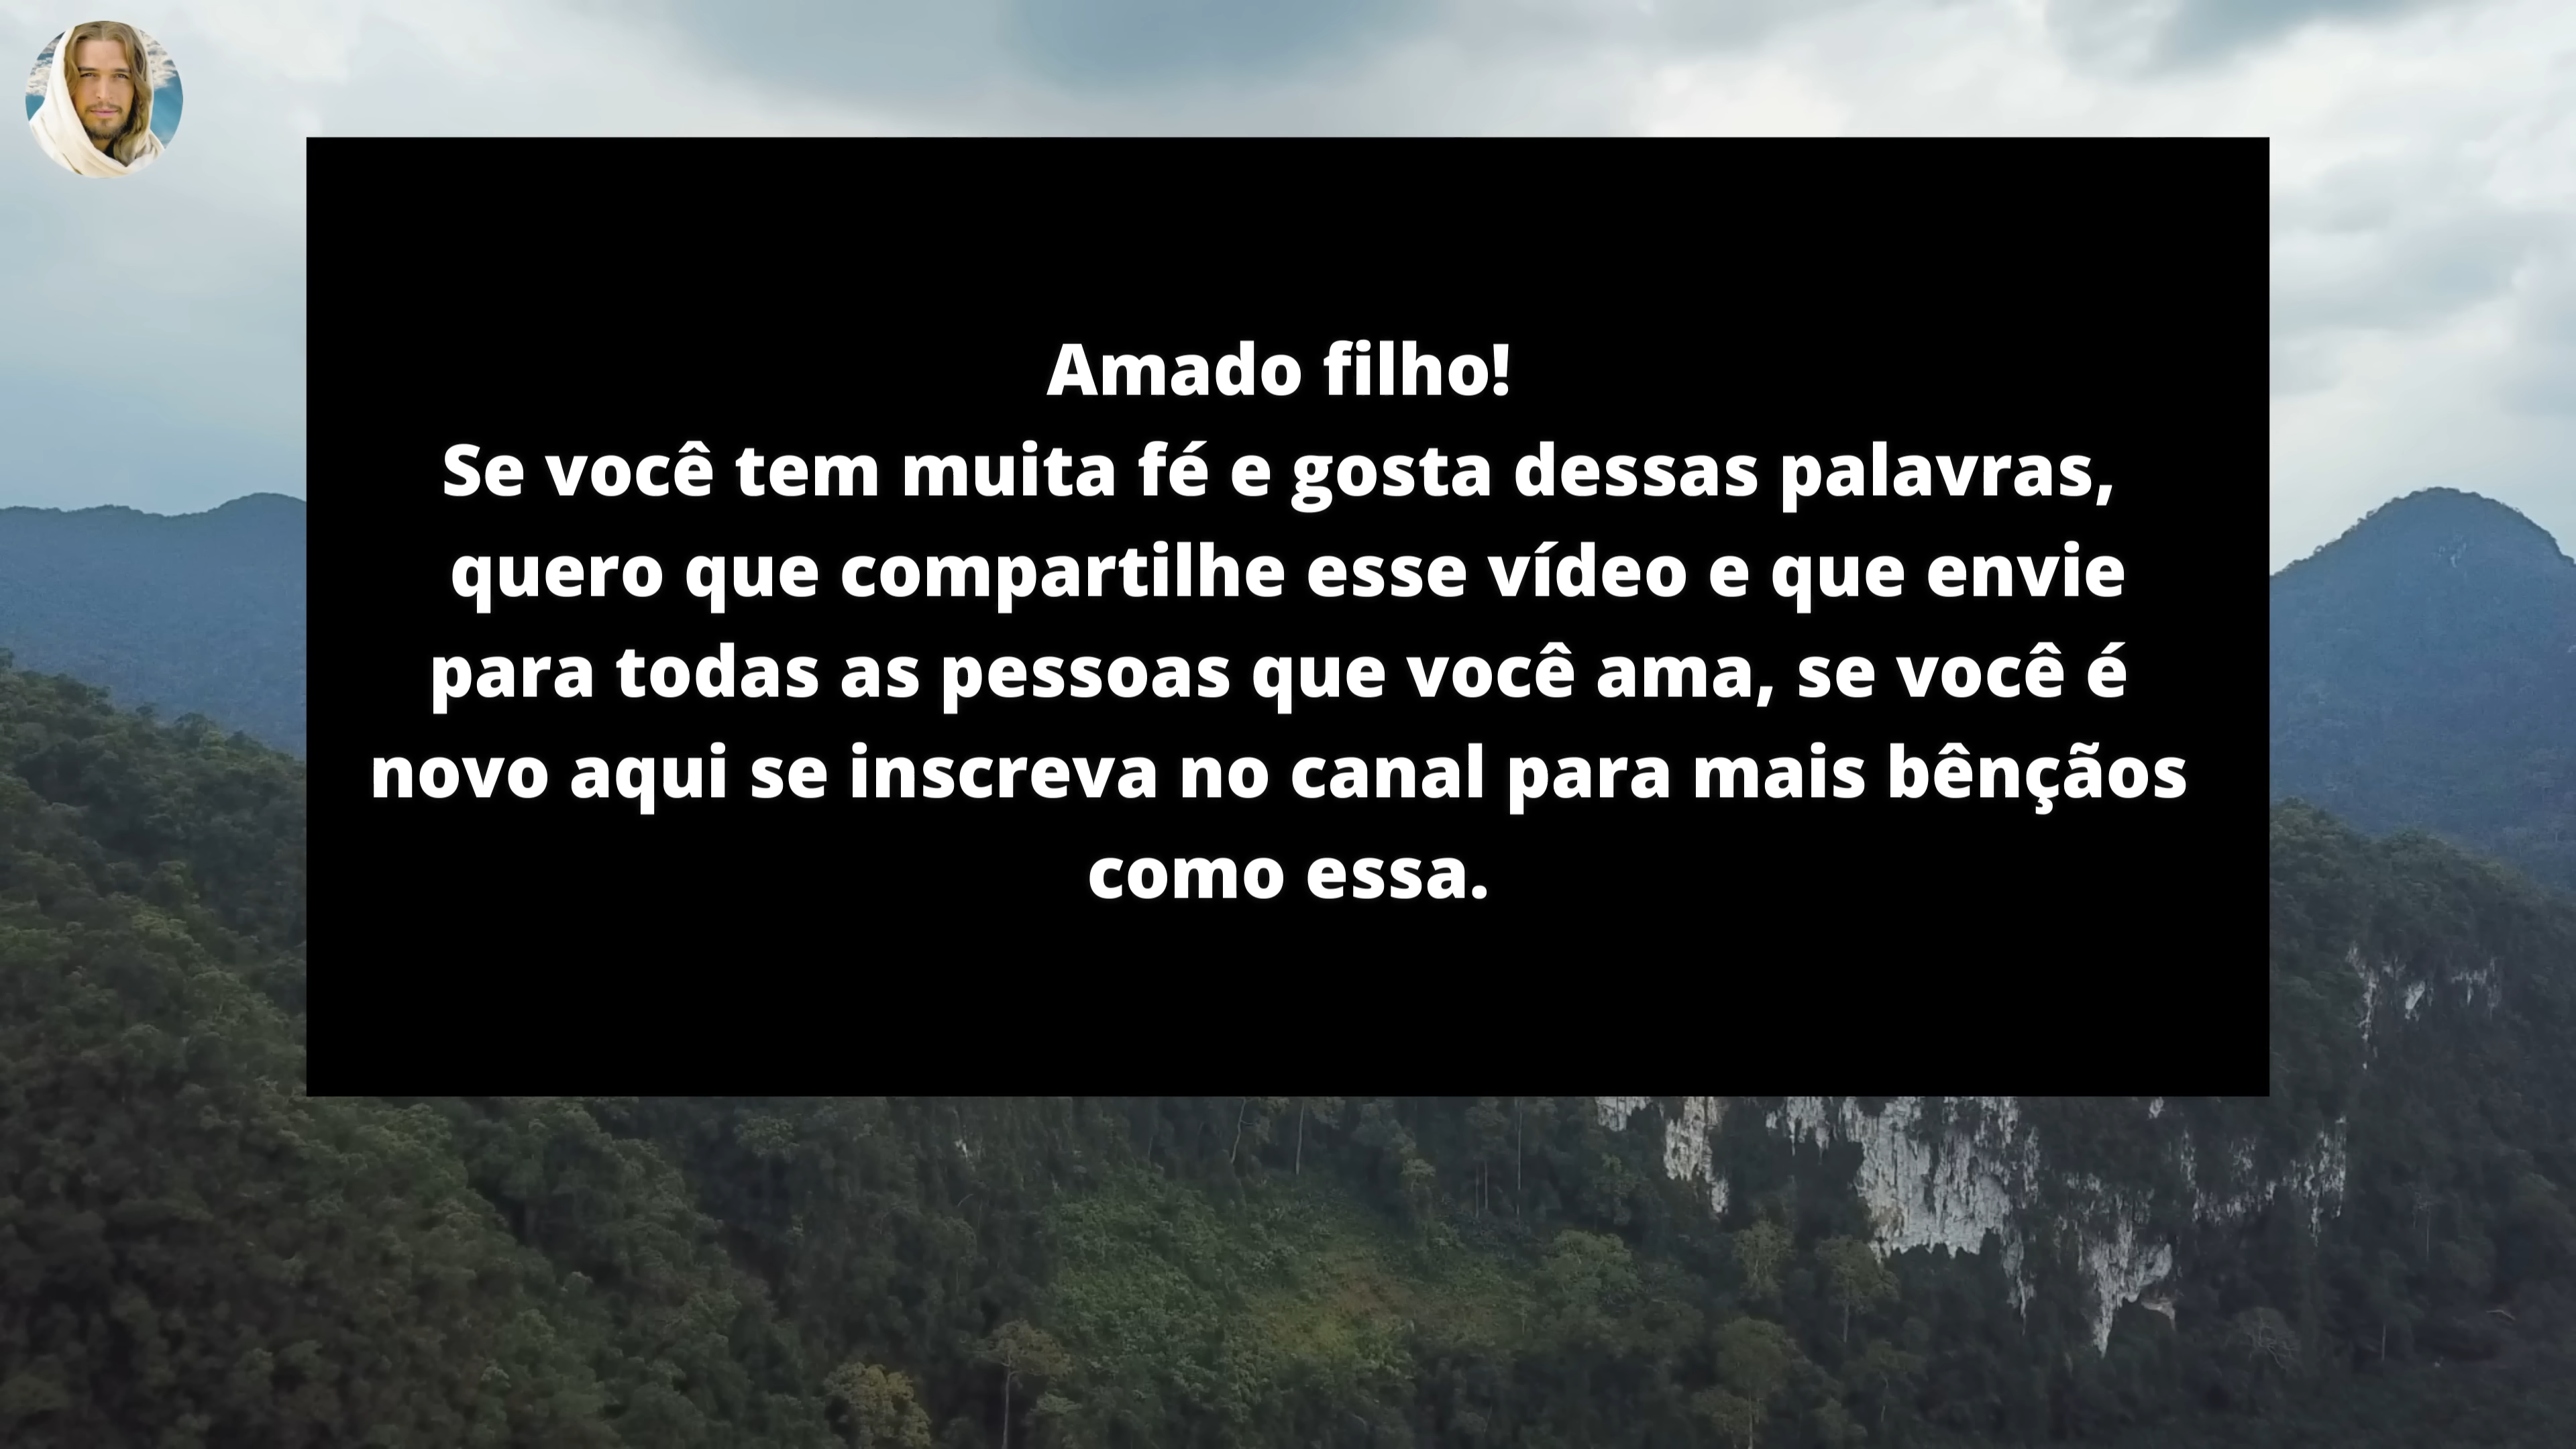 Amado filho!
Se você tem muita fé e gosta dessas palavras,
quero que compartilhe esse vídeo e que envie
para todas as pessoas que você ama, se você é
novo aqui se inscreva no canal para mais bênçãos
como essa.